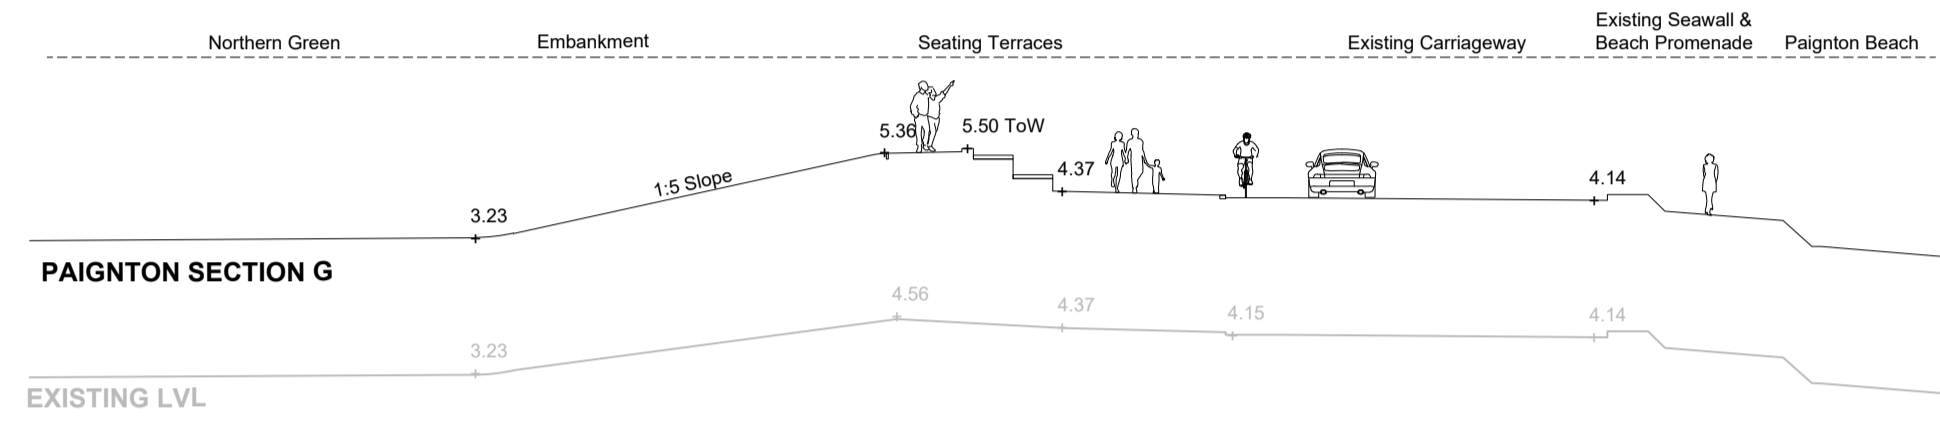 Northern Green
Embankment
Seating Terraces
Existing Carriageway
Existing Seawall &
Beach Promenade
Paignton Beach
5.36
5.50 ToW
1:5 Slope
4.37
4.14
3.23
PAIGNTON SECTION G
4.56
4.37
4.15
4.14
3.23
EXISTING LVL